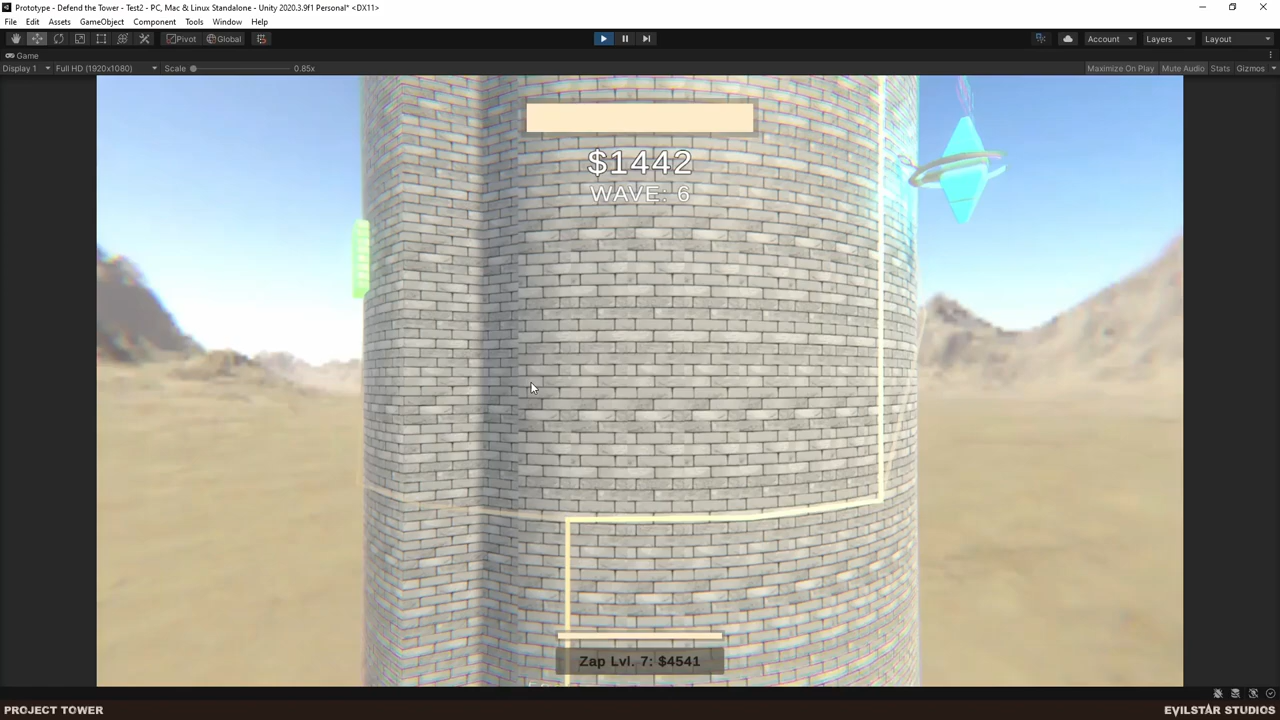 Prototype - Defend the Tower - Test2 - PC, Mac & Linux Standalone - Unity 2020.3.9f1 Personal* <DX11>
File Edit Assets GameObject Component Tools Window Help
Pivot Global Account Layers Layout
Game
Display 1 Full HD (1920x1080) Scale 0.85x Maximize On Play Mute Audio Stats Gizmos
$1442
WAVE: 6
Zap Lvl. 7: $4541
PROJECT TOWER
EVILSTAR STUDIOS